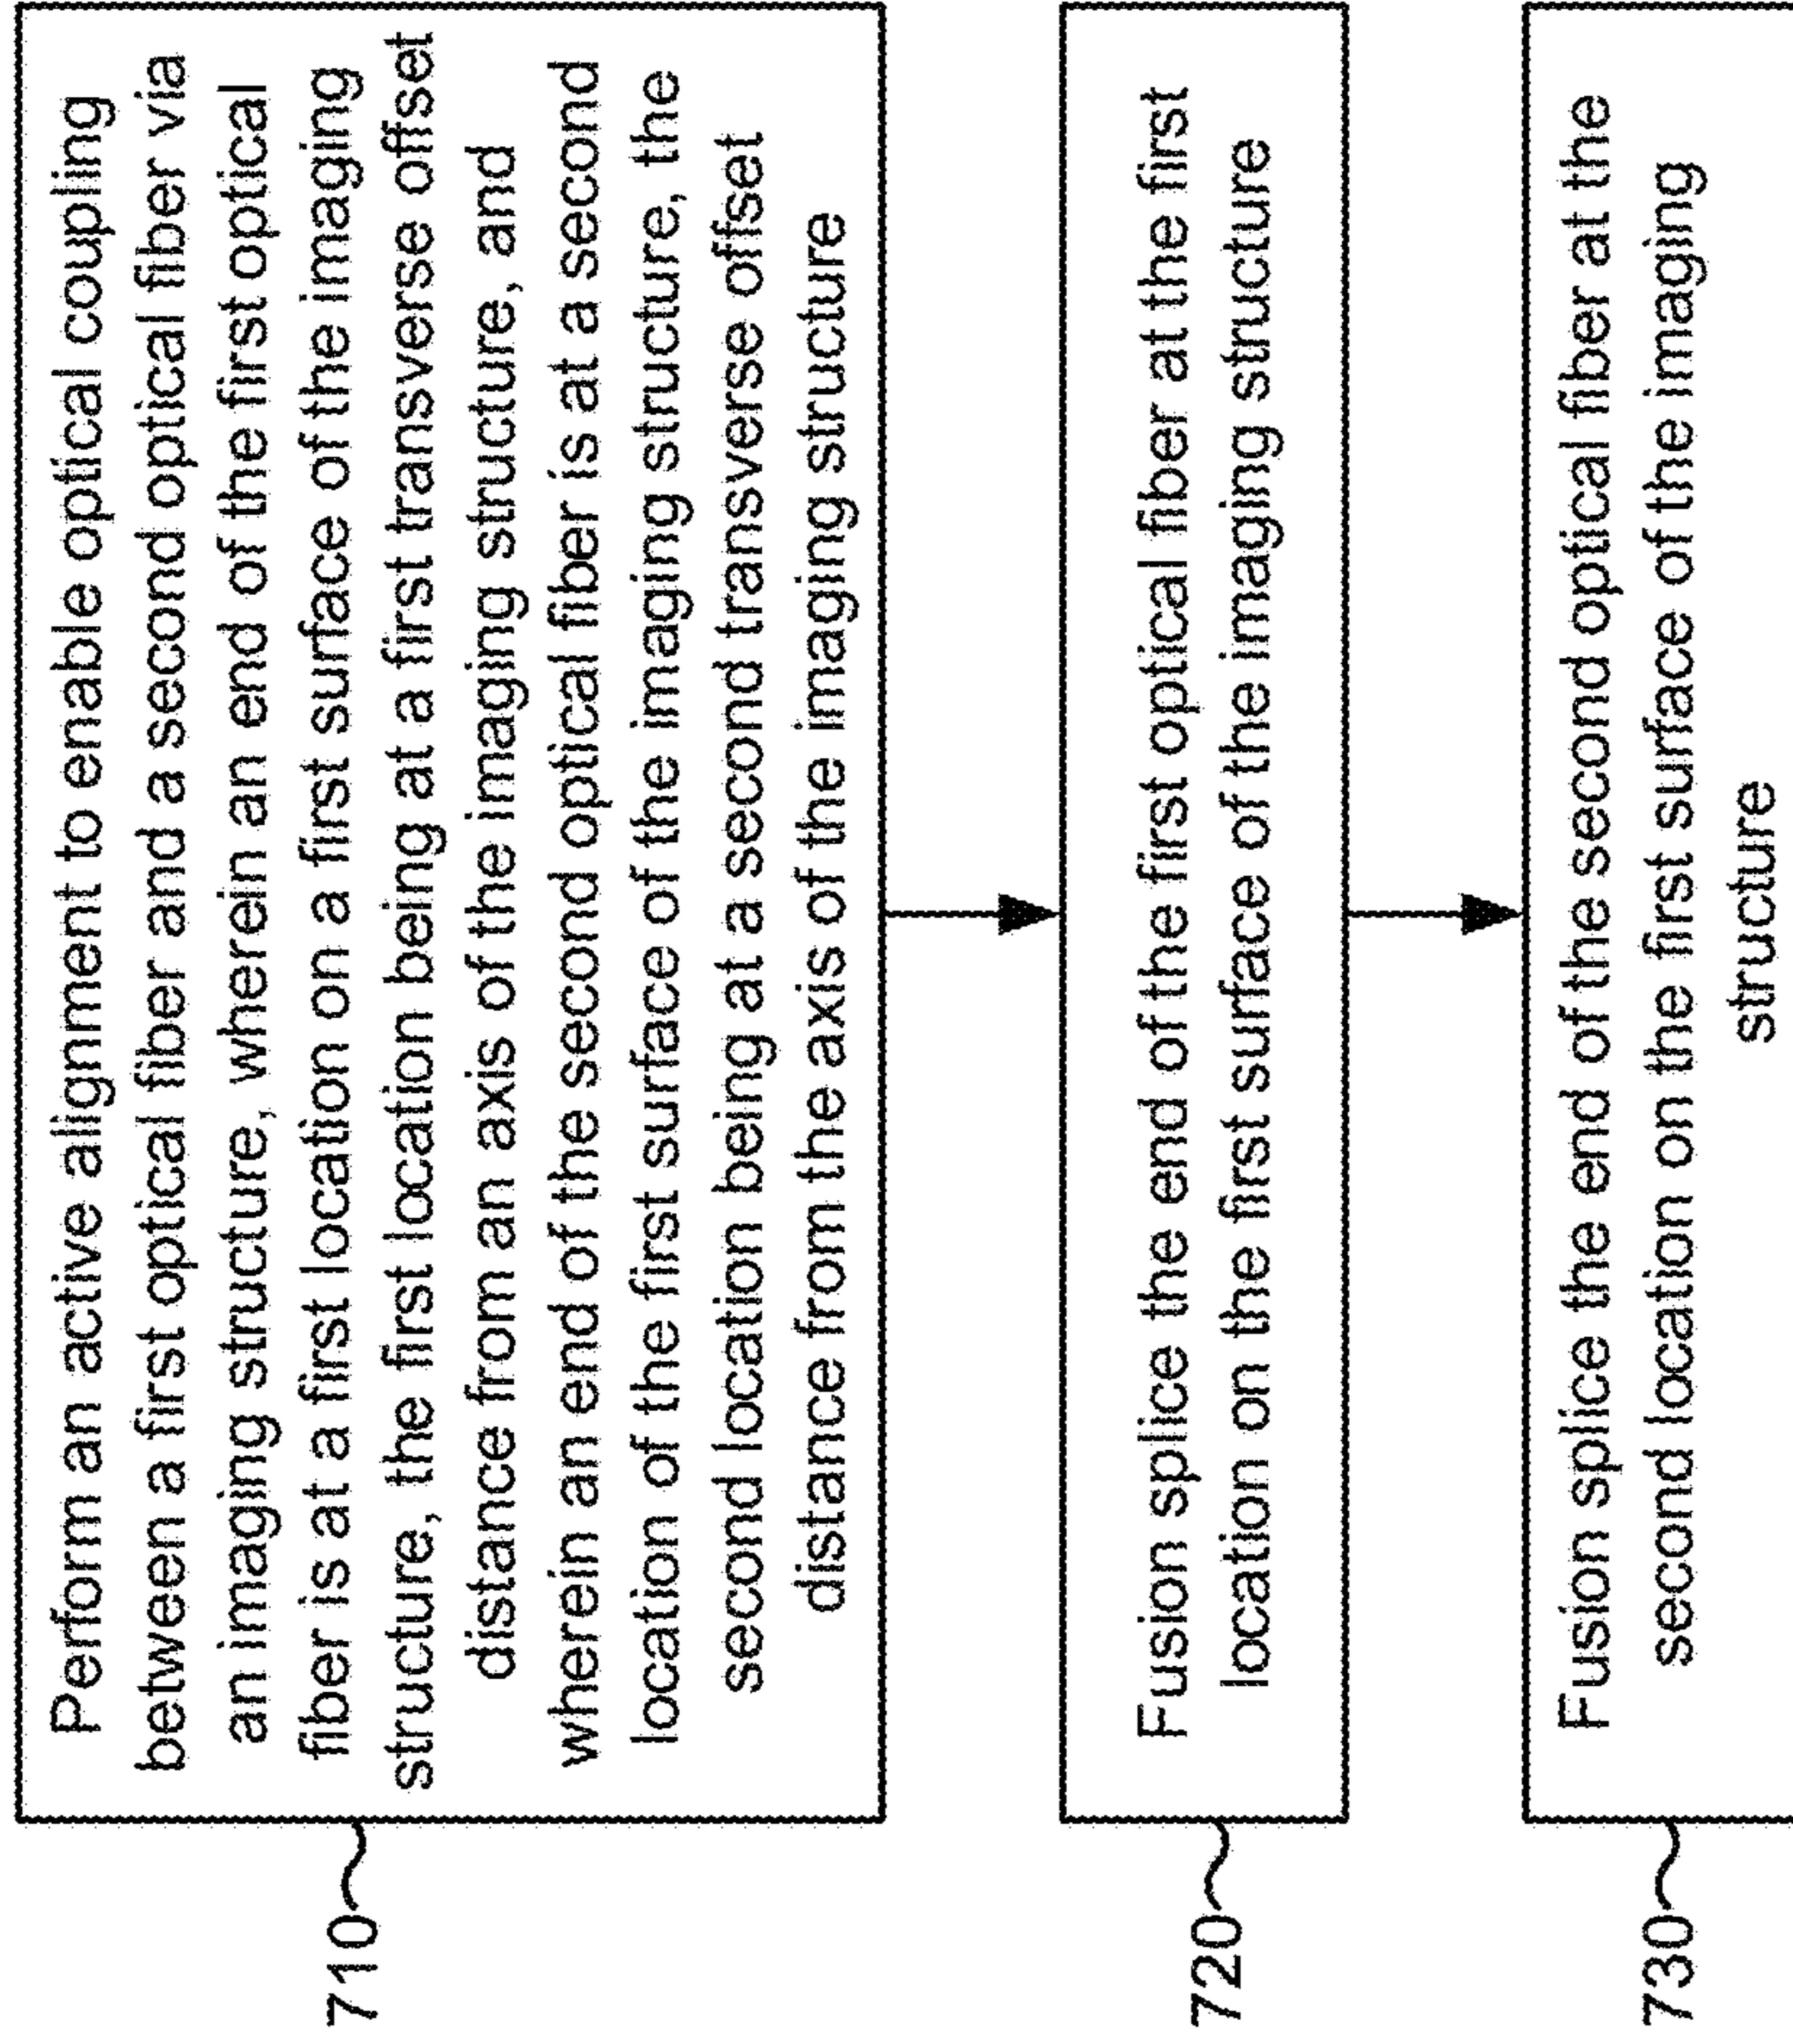 710
Perform an active alignment to enable optical coupling
between a first optical fiber and a second optical fiber via
an imaging structure, wherein an end of the first optical
fiber is at a first location on a first surface of the imaging
structure, the first location being at a first transverse offset
distance from an axis of the imaging structure, and
wherein an end of the second optical fiber is at a second
location of the first surface of the imaging structure, the
second location being at a second transverse offset
distance from the axis of the imaging structure
720
Fusion splice the end of the first optical fiber at the first
location on the first surface of the imaging structure
730
Fusion splice the end of the second optical fiber at the
second location on the first surface of the imaging
structure